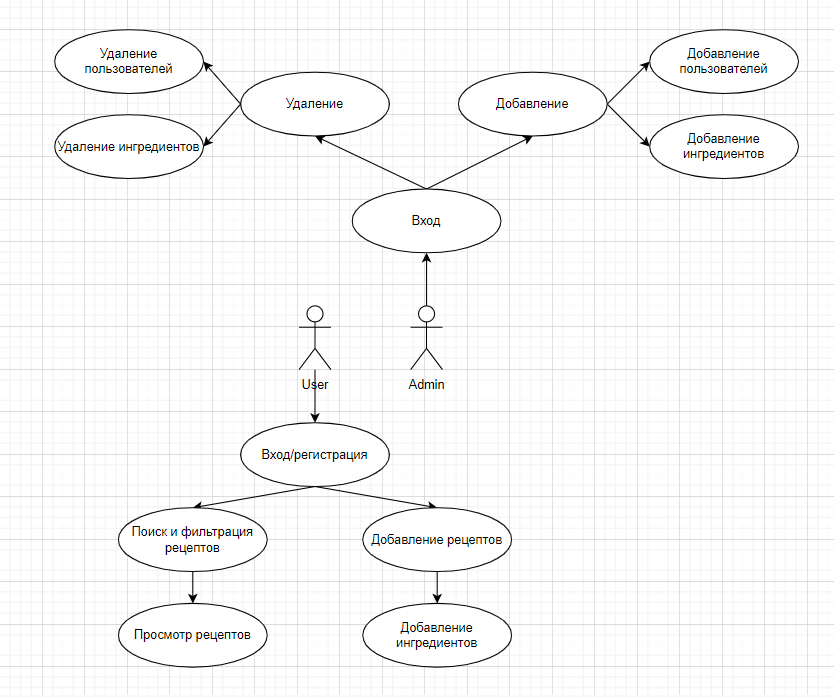 Удаление
пользователей
Добавление
пользователей
Удаление
Добавление
Удаление ингредиентов
Добавление
ингредиентов
Вход
User
Admin
Вход/регистрация
Поиск и фильтрация
рецептов
Добавление рецептов
Просмотр рецептов
Добавление
ингредиентов